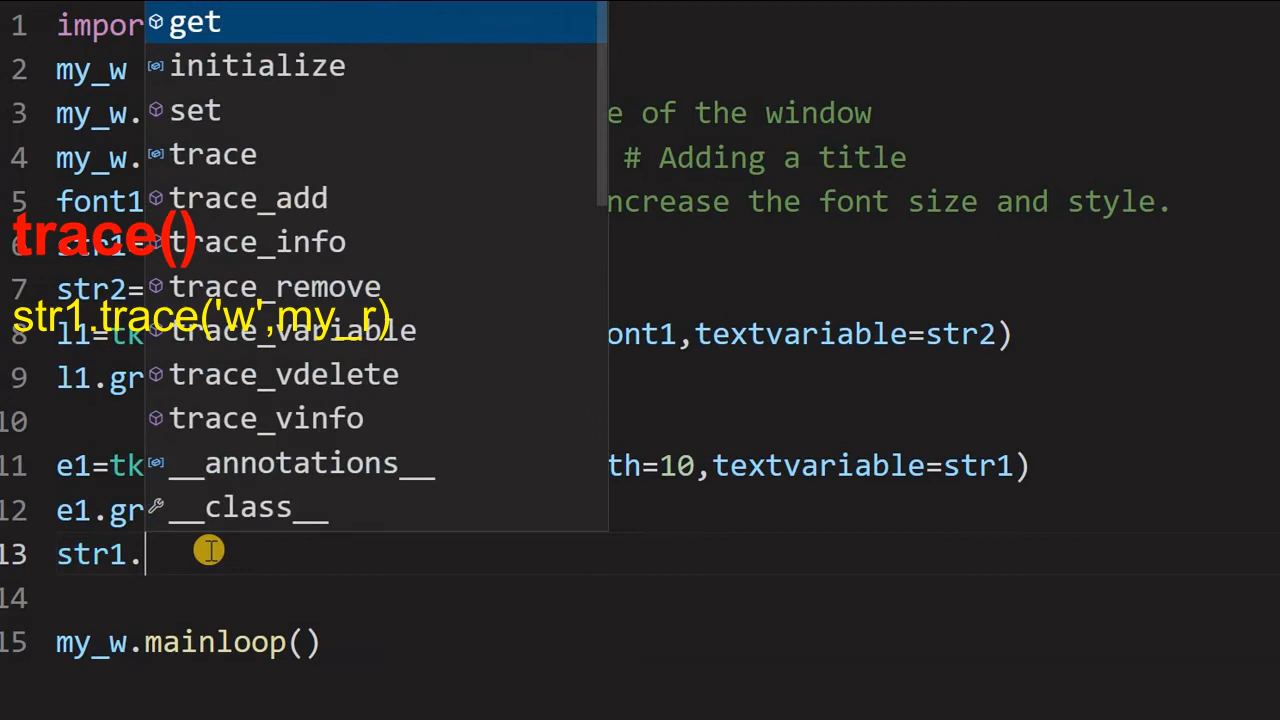 1 impor get
2 my_w initialize
3 my_w. set e of the window
4 my_w. trace # Adding a title
5 font1 trace_add ncrease the font size and style.
trace()
6 str1= trace_info
7 str2= trace_remove
str1.trace('w',my_r)
8 l1=tk trace_variable ont1,textvariable=str2)
9 l1.gr trace_vdelete
10 trace_vinfo
11 e1=tk __annotations__ th=10,textvariable=str1)
12 e1.gr __class__
13 str1.
14
15 my_w.mainloop()